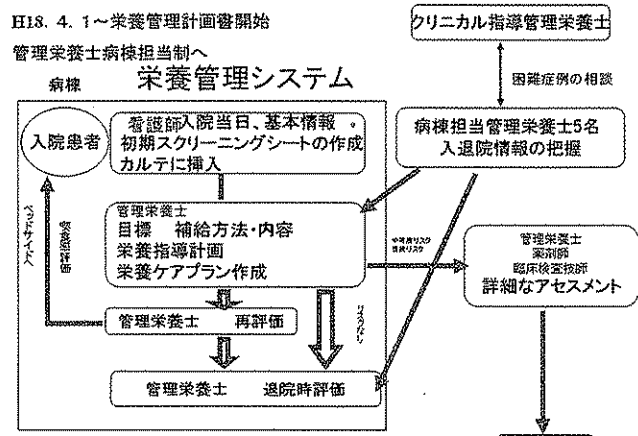 H18. 4. 1～栄養管理計画書開始
管理栄養士病棟担当制へ
病棟
栄養管理システム
クリニカル指導管理栄養士
困難症例の相談
入院患者
看護師入院当日、基本情報
初期スクリーニングシートの作成
カルテに挿入
病棟担当管理栄養士5名
入退院情報の把握
管理栄養士
目標 補給方法・内容
栄養指導計画
栄養ケアプラン作成
ベッドサイドへ
管理栄養士
薬剤師
臨床検査技師
詳細なアセスメント
管理栄養士 再評価
リスクなし
管理栄養士 退院時評価